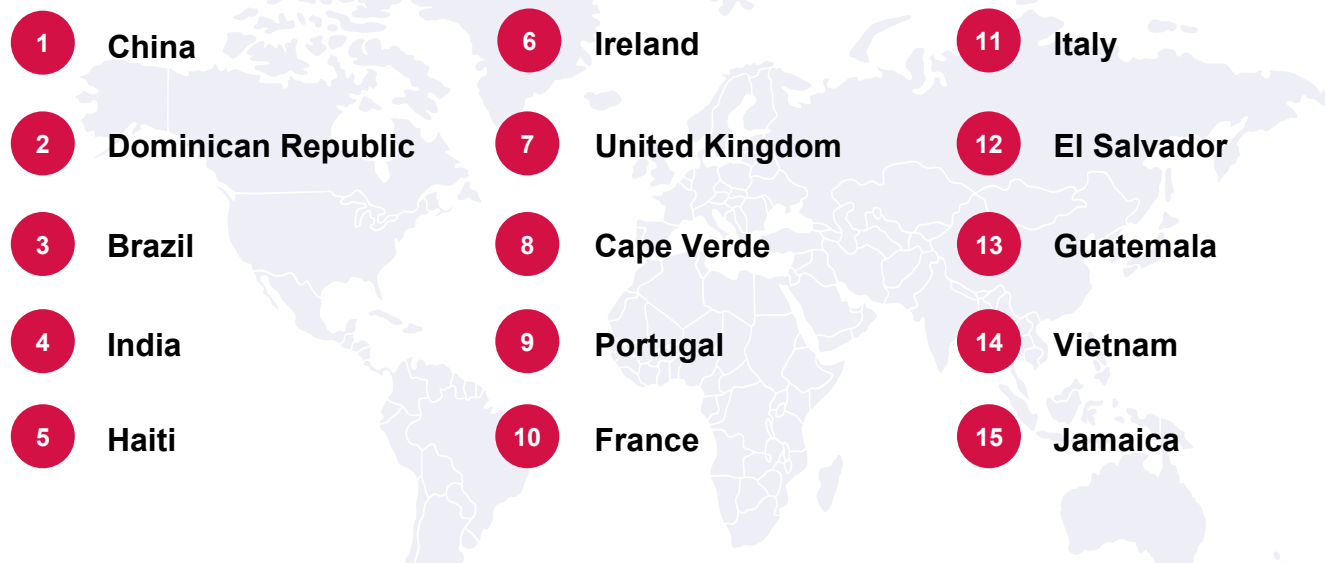 1 China
2 Dominican Republic
3 Brazil
4 India
5 Haiti
6 Ireland
7 United Kingdom
8 Cape Verde
9 Portugal
10 France
11 Italy
12 El Salvador
13 Guatemala
14 Vietnam
15 Jamaica